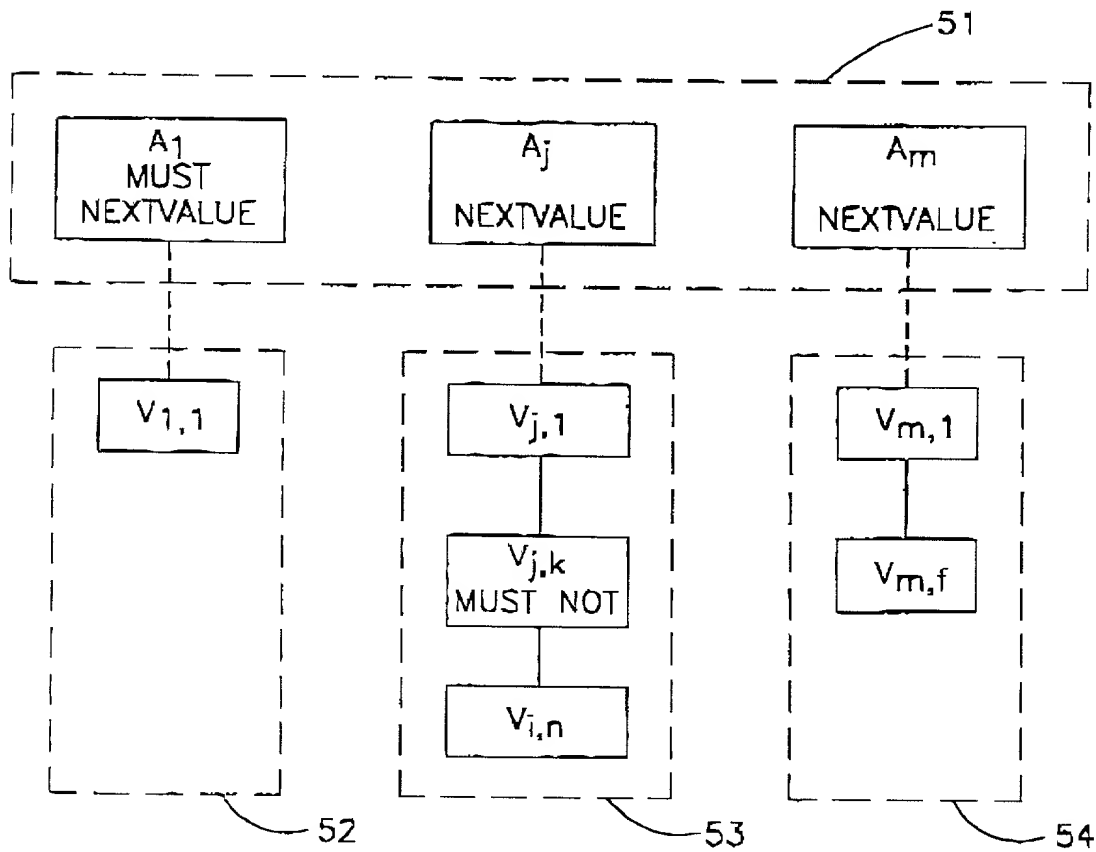 51
A1
MUST
NEXTVALUE
Aj
NEXTVALUE
Am
NEXTVALUE
V1,1
Vj,1
Vj,k
MUST NOT
Vj,n
Vm,1
Vm,f
52
53
54